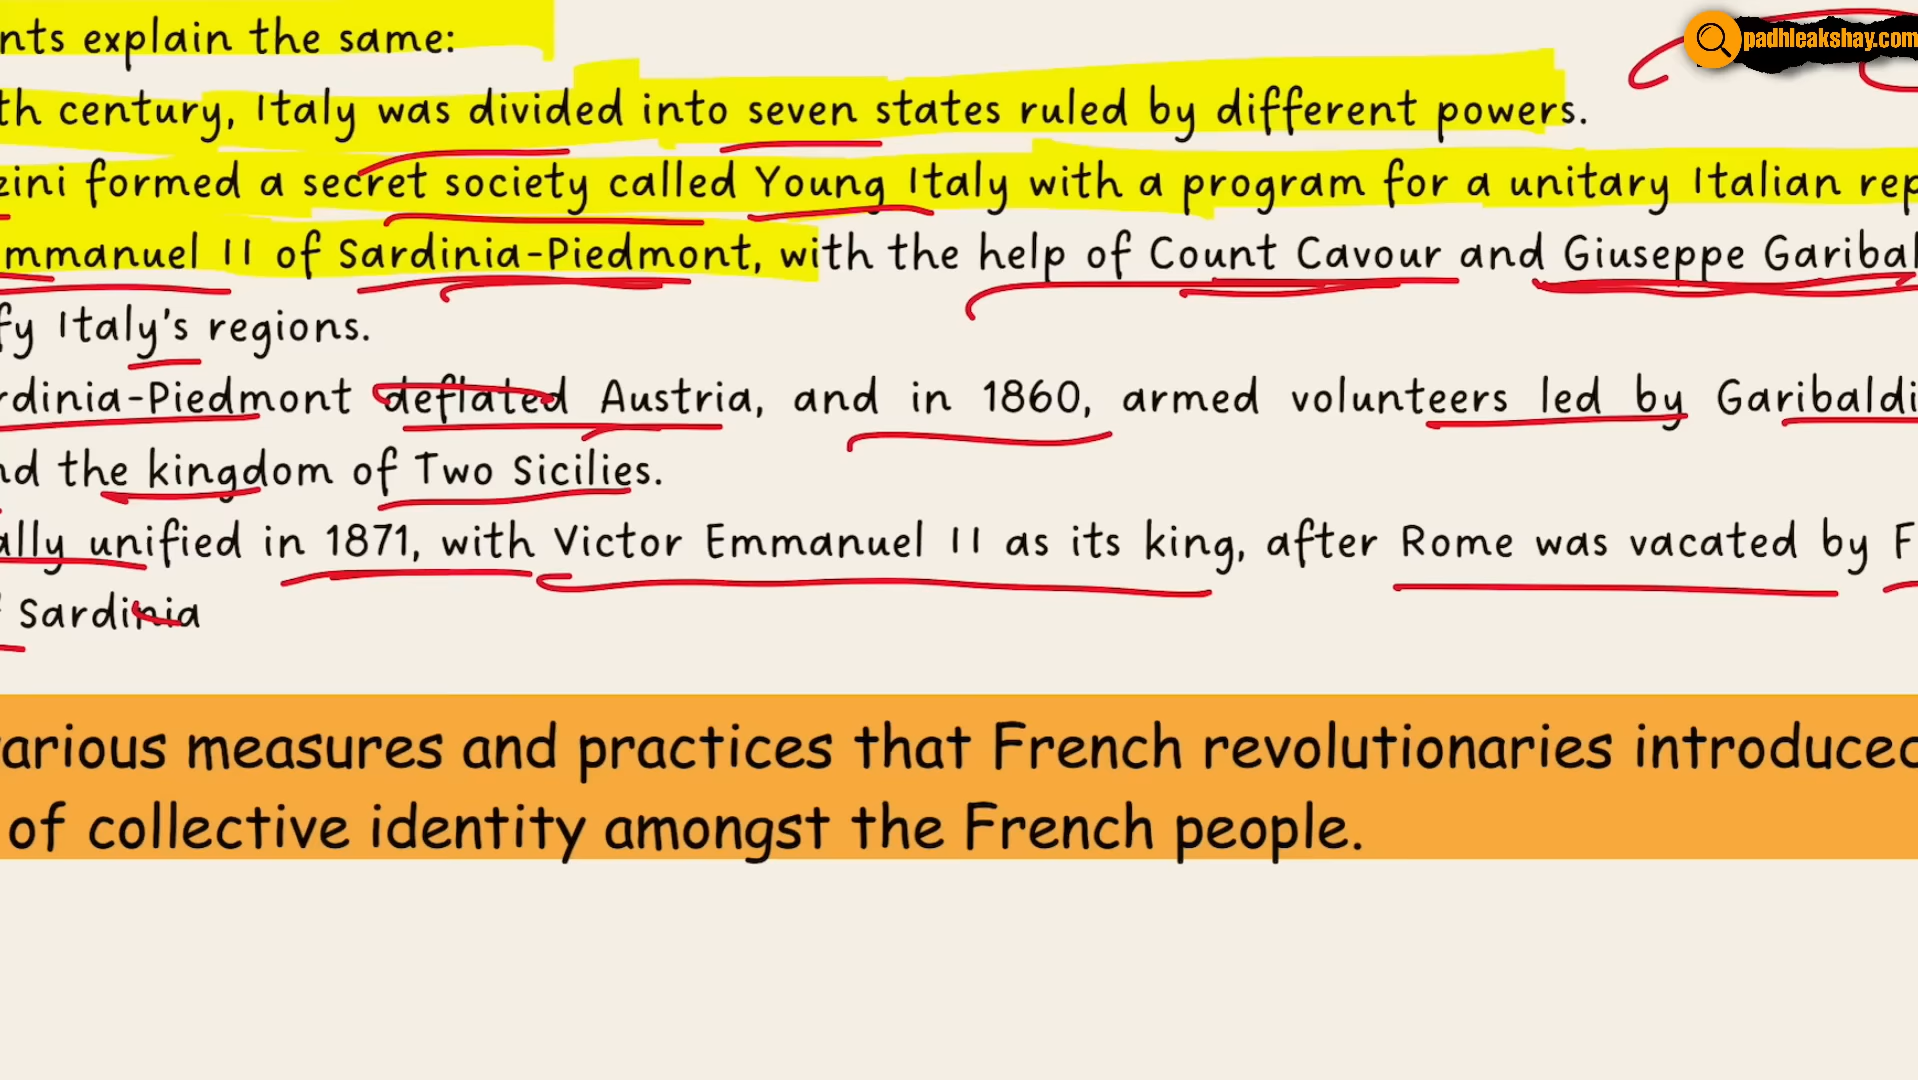 padhleakshay.com
nts explain the same:
th century, Italy was divided into seven states ruled by different powers.
zini formed a secret society called Young Italy with a program for a unitary Italian rep
mmanuel II of Sardinia-Piedmont, with the help of Count Cavour and Giuseppe Garibal
fy Italy's regions.
rdinia-Piedmont deflated Austria, and in 1860, armed volunteers led by Garibaldi
nd the kingdom of Two Sicilies.
ally unified in 1871, with Victor Emmanuel II as its king, after Rome was vacated by F
f Sardinia
various measures and practices that French revolutionaries introduced
of collective identity amongst the French people.